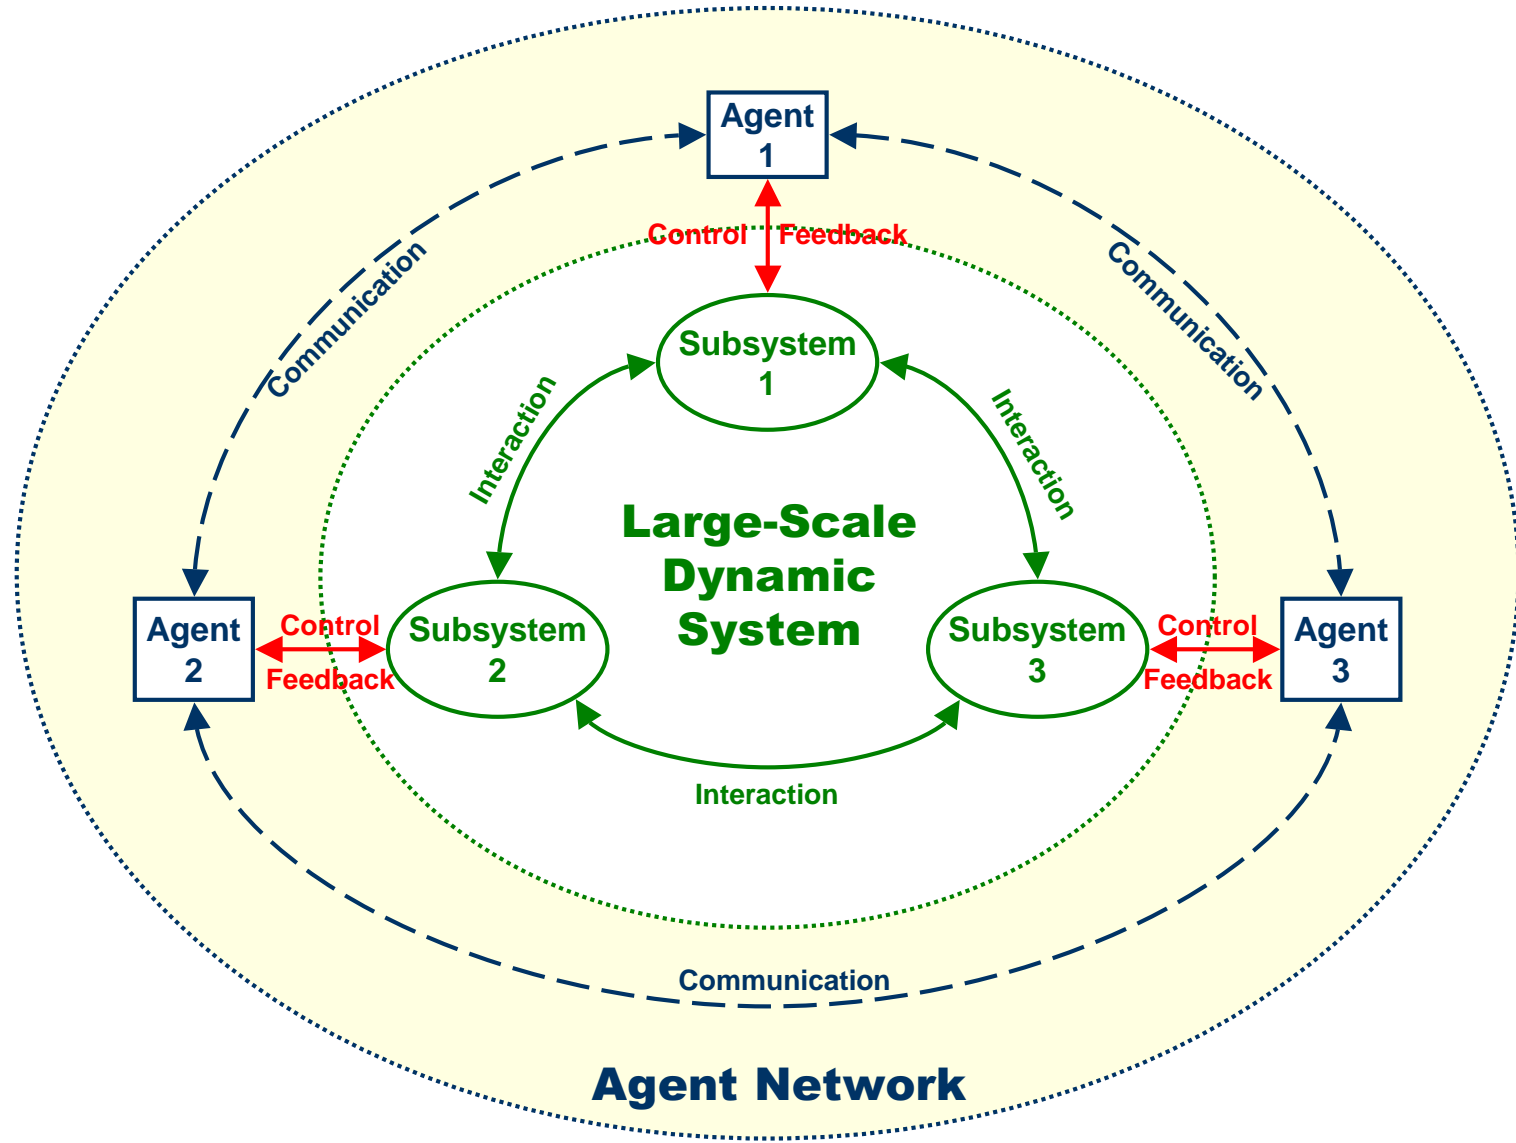 Agent
1
Control Feedback
Communication
Communication
Subsystem
1
Interaction
Interaction
Large-Scale
Dynamic
System
Agent
2
Control
Feedback
Subsystem
2
Subsystem
3
Control
Feedback
Agent
3
Interaction
Communication
Agent Network